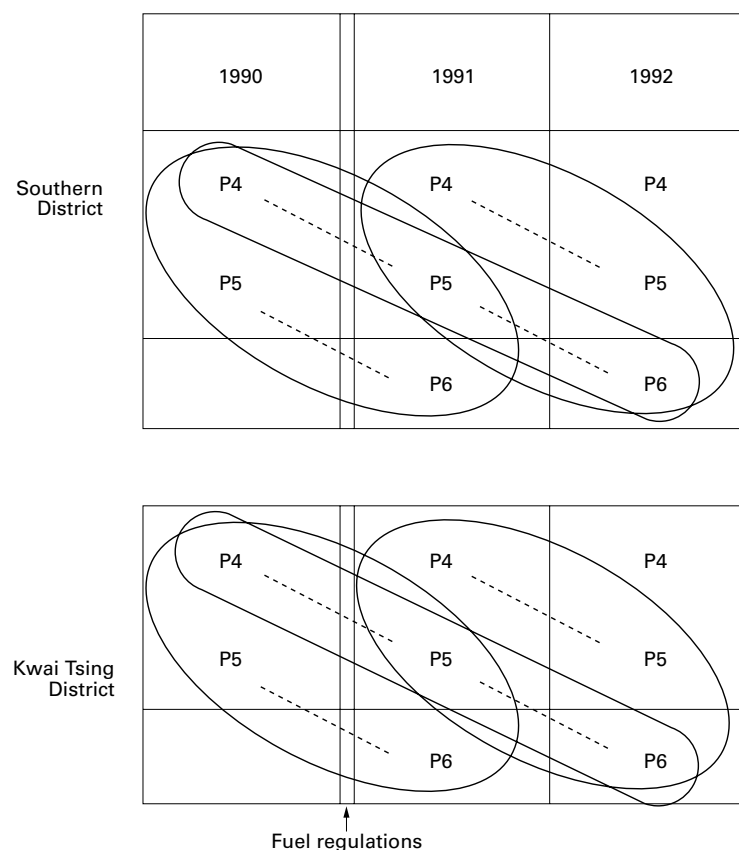 1990 1991 1992
Southern
District
P4 P4 P4
P5 P5 P5
P6 P6
Kwai Tsing
District
P4 P4 P4
P5 P5 P5
P6 P6
Fuel regulations